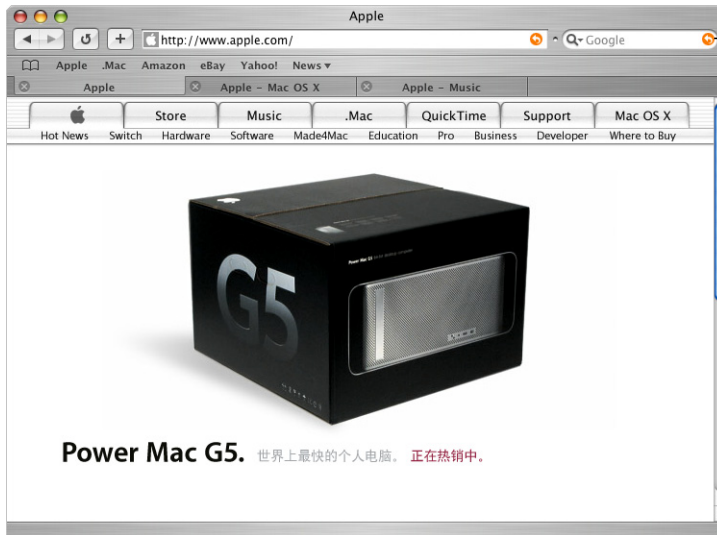 Apple
http://www.apple.com/ Google
Apple .Mac Amazon eBay Yahoo! News
Apple Apple – Mac OS X Apple – Music
Store Music .Mac QuickTime Support Mac OS X
Hot News Switch Hardware Software Made4Mac Education Pro Business Developer Where to Buy
Power Mac G5
G5
Power Mac G5. 世界上最快的个人电脑。 正在热销中。